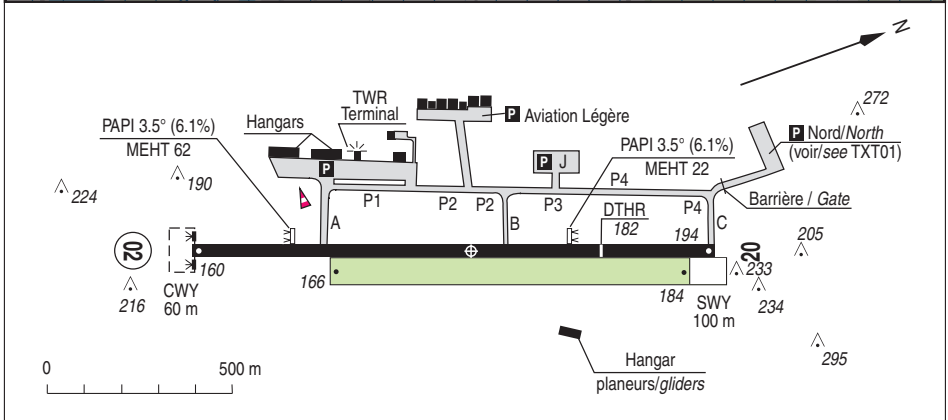 N
272
TWR
Terminal
P Aviation Légère
Hangars
PAPI 3.5° (6.1%)
MEHT 62
PAPI 3.5° (6.1%)
MEHT 22
P Nord/North
(voir/see TXT01)
P
P J
P4
190
224
P1
P2
P2
P3
P4
Barrière / Gate
A
B
C
DTHR
182
194
02
20
205
160
166
184
233
234
216
CWY
60 m
SWY
100 m
295
0
500 m
Hangar
planeurs/gliders